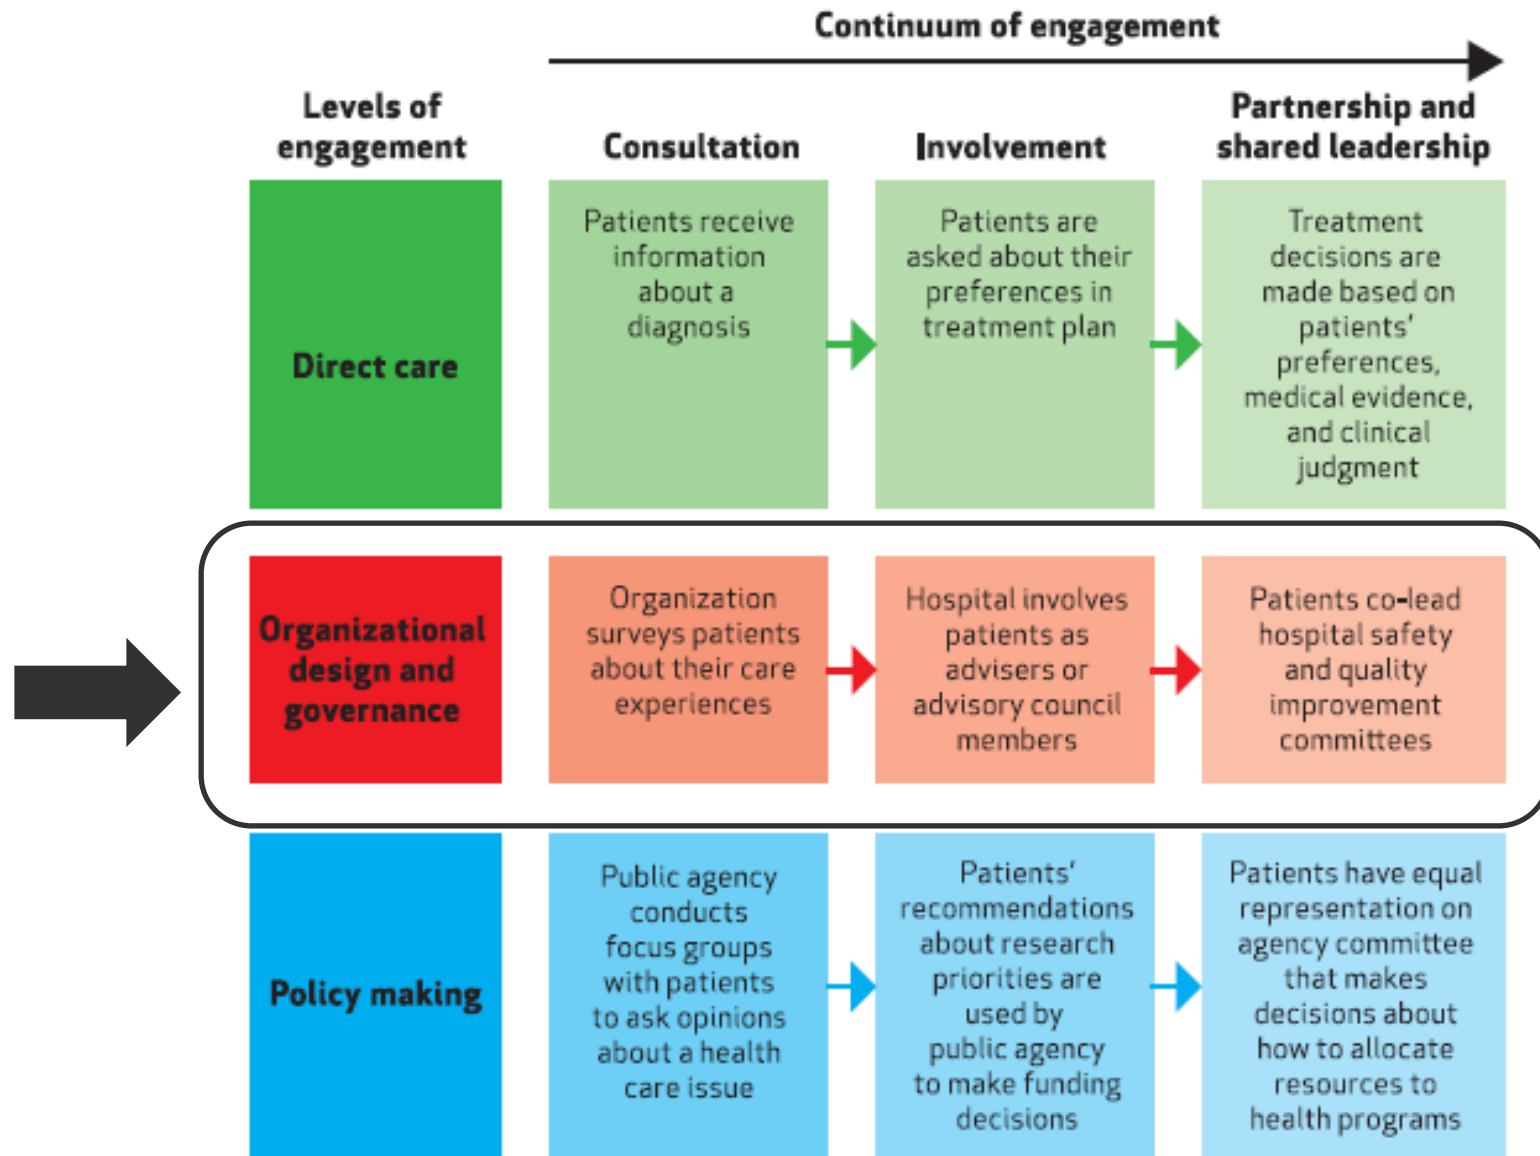 Continuum of engagement
Levels of
engagement
Consultation
Involvement
Partnership and
shared leadership
Direct care
Patients receive
information
about a
diagnosis
Patients are
asked about their
preferences in
treatment plan
Treatment
decisions are
made based on
patients'
preferences,
medical evidence,
and clinical
judgment
Organizational
design and
governance
Organization
surveys patients
about their care
experiences
Hospital involves
patients as
advisers or
advisory council
members
Patients co-lead
hospital safety
and quality
improvement
committees
Policy making
Public agency
conducts
focus groups
with patients
to ask opinions
about a health
care issue
Patients'
recommendations
about research
priorities are
used by
public agency
to make funding
decisions
Patients have equal
representation on
agency committee
that makes
decisions about
how to allocate
resources to
health programs